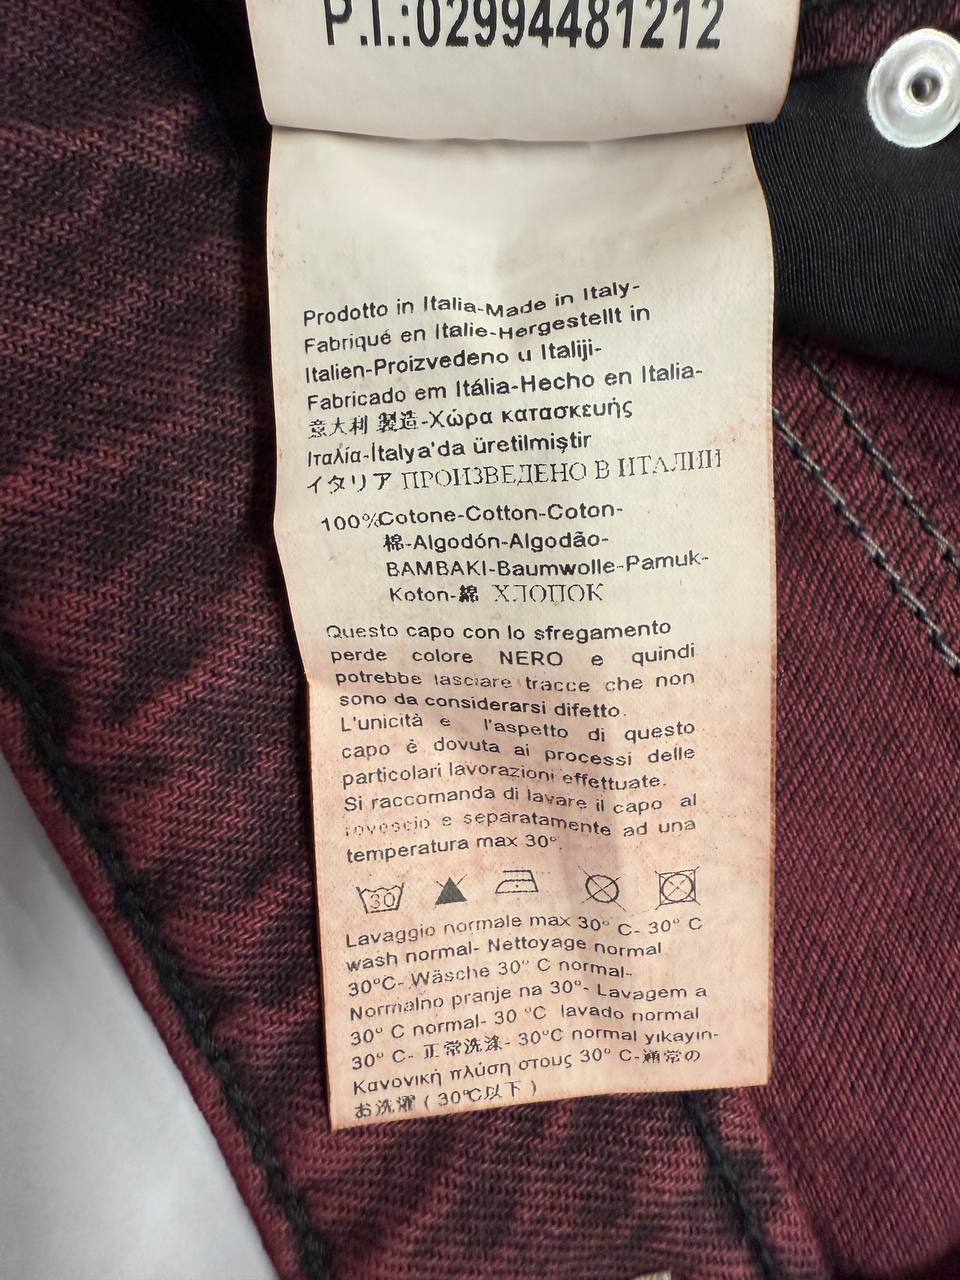 P.I.:02994481212
Prodotto in Italia-Made in Italy-
Fabriqué en Italie-Hergestellt in
Italien-Proizvedeno u Italiji-
Fabricado em Itália-Hecho en Italia-
意大利 製造-Χώρα κατασκευής
Ιταλία-İtalya'da üretilmiştir
イタリア ПРОИЗВЕДЕНО В ИТАЛИИ
100%Cotone-Cotton-Coton-
棉-Algodón-Algodão-
BAMBAKI-Baumwolle-Pamuk-
Koton-綿 ХЛОПОК
Questo capo con lo sfregamento
perde colore NERO e quindi
potrebbe lasciare tracce che non
sono da considerarsi difetto.
L'unicità e l'aspetto di questo
capo è dovuta ai processi delle
particolari lavorazioni effettuate.
Si raccomanda di lavare il capo al
rovescio e separatamente ad una
temperatura max 30°.
30
Lavaggio normale max 30° C- 30° C
wash normal- Nettoyage normal
30°C- Wäsche 30° C normal-
Normalno pranje na 30°- Lavagem a
30° C normal- 30 °C lavado normal
30° C- 正常洗涤- 30°C normal yıkayın-
Κανονική πλύση στους 30° C-通常の
お洗濯 ( 30℃以下 )